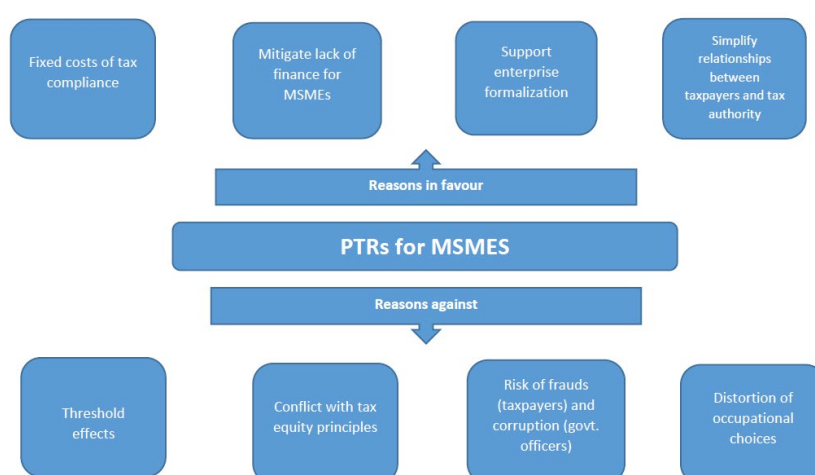 Fixed costs of tax
compliance
Mitigate lack of
finance for
MSMEs
Support
enterprise
formalization
Simplify
relationships
between
taxpayers and tax
authority
Reasons in favour
PTRs for MSMES
Reasons against
Threshold
effects
Conflict with tax
equity principles
Risk of frauds
(taxpayers) and
corruption (govt.
officers)
Distortion of
occupational
choices